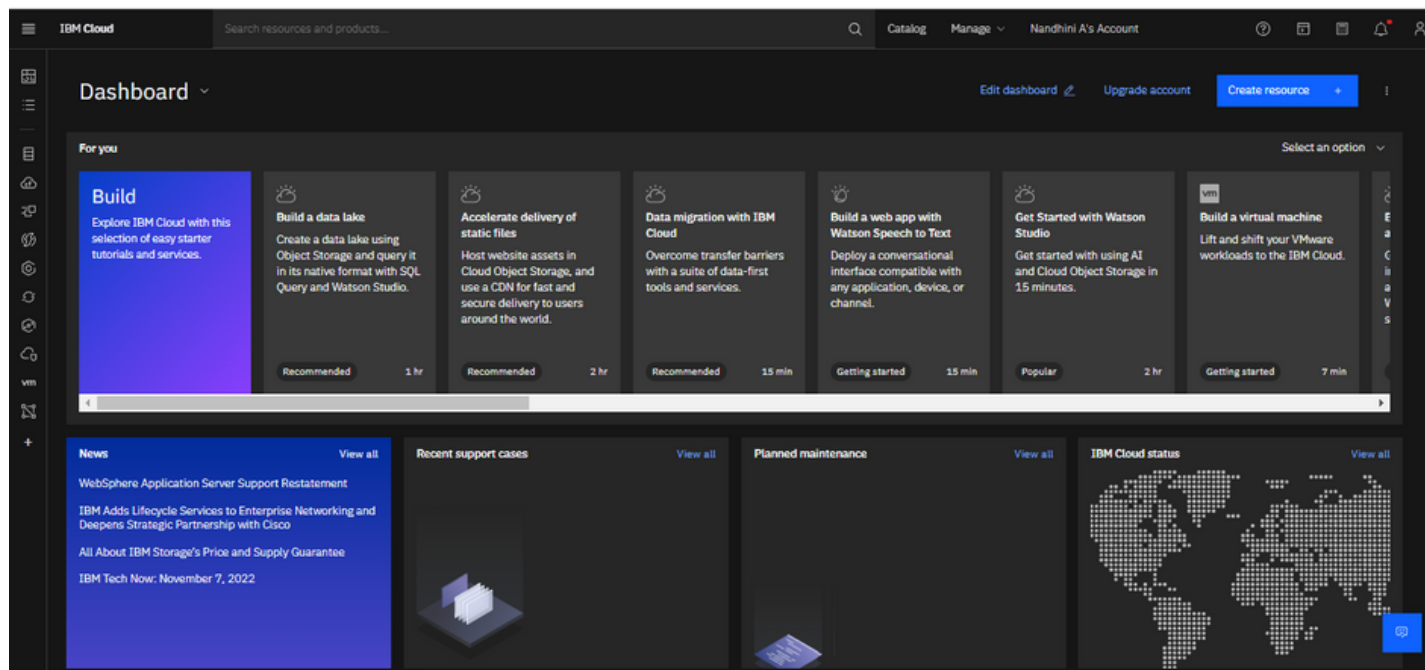 IBM Cloud
Search resources and products...
Catalog
Manage
Nandhini A's Account
Dashboard
Edit dashboard
Upgrade account
Create resource +
For you
Select an option
Build
Explore IBM Cloud with this
selection of easy starter
tutorials and services.
Build a data lake
Create a data lake using
Object Storage and query it
in its native format with SQL
Query and Watson Studio.
Recommended 1 hr
Accelerate delivery of
static files
Host website assets in
Cloud Object Storage, and
use a CDN for fast and
secure delivery to users
around the world.
Recommended 2 hr
Data migration with IBM
Cloud
Overcome transfer barriers
with a suite of data-first
tools and services.
Recommended 15 min
Build a web app with
Watson Speech to Text
Deploy a conversational
interface compatible with
any application, device, or
channel.
Getting started 15 min
Get Started with Watson
Studio
Get started with using AI
and Cloud Object Storage in
15 minutes.
Popular 2 hr
vm
Build a virtual machine
Lift and shift your VMware
workloads to the IBM Cloud.
Getting started 7 min
vm
News View all
WebSphere Application Server Support Restatement
IBM Adds Lifecycle Services to Enterprise Networking and
Deepens Strategic Partnership with Cisco
All About IBM Storage's Price and Supply Guarantee
IBM Tech Now: November 7, 2022
Recent support cases View all
Planned maintenance View all
IBM Cloud status View all